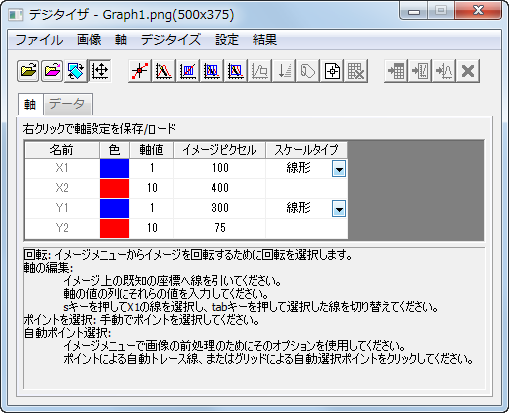 デジタイザ - Graph1.png(500x375)
ファイル 画像 軸 デジタイズ 設定 結果
軸 データ
右クリックで軸設定を保存/ロード
名前 色 軸値 イメージピクセル スケールタイプ
X1 1 100 線形
X2 10 400
Y1 1 300 線形
Y2 10 75
回転: イメージメニューからイメージを回転するために回転を選択します。
軸の編集:
イメージ上の既知の座標へ線を引いてください。
軸の値の列にそれらの値を入力してください。
sキーを押してX1の線を選択し、tabキーを押して選択した線を切り替えてください。
ポイントを選択: 手動でポイントを選択してください。
自動ポイント選択:
イメージメニューで画像の前処理のためにそのオプションを使用してください。
ポイントによる自動トレース線、またはグリッドによる自動選択ポイントをクリックしてください。